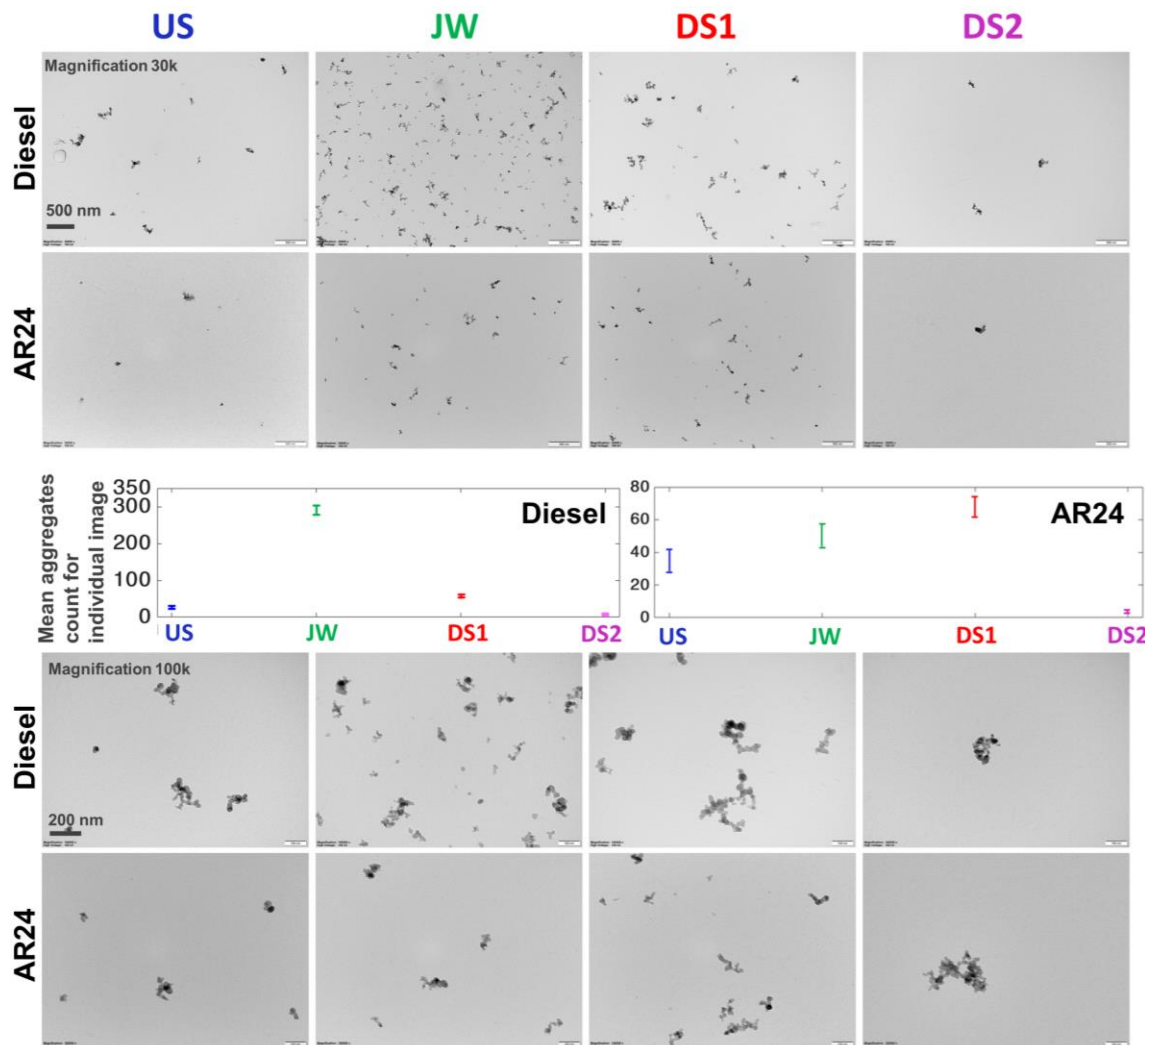 US JW DS1 DS2
Diesel
Magnification 30k
500 nm
AR24
Mean aggregates
count for
individual image
350
300
200
100
0
Diesel
US JW DS1 DS2
80
60
40
20
0
AR24
US JW DS1 DS2
Diesel
Magnification 100k
200 nm
AR24